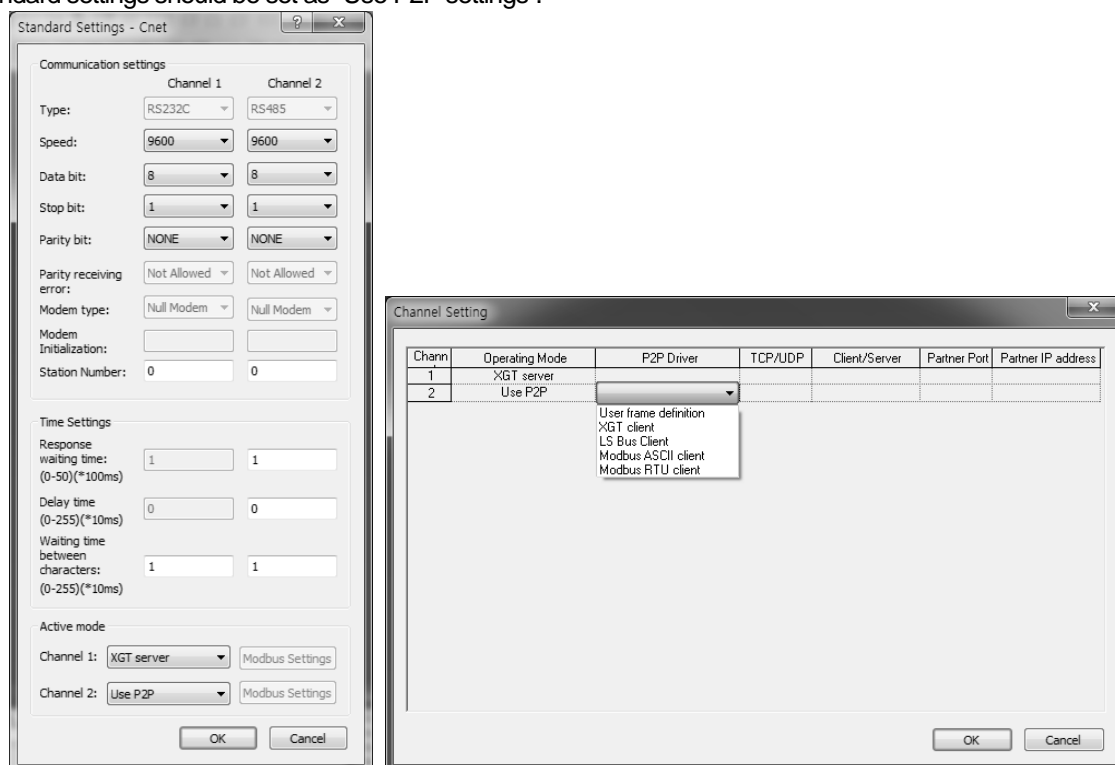 ndard settings should be set as "Use P2P settings".
Standard Settings - Cnet
Communication settings
Channel 1 Channel 2
Type: RS232C RS485
Speed: 9600 9600
Data bit: 8 8
Stop bit: 1 1
Parity bit: NONE NONE
Parity receiving error: Not Allowed Not Allowed
Modem type: Null Modem Null Modem
Modem
Initialization:
Station Number: 0 0
Time Settings
Response
waiting time: 1 1
(0-50)(*100ms)
Delay time 0 0
(0-255)(*10ms)
Waiting time
between
characters: 1 1
(0-255)(*10ms)
Active mode
Channel 1: XGT server Modbus Settings
Channel 2: Use P2P Modbus Settings
OK Cancel
Channel Setting
Chann Operating Mode P2P Driver TCP/UDP Client/Server Partner Port Partner IP address
1 XGT server
2 Use P2P
User frame definition
XGT client
LS Bus Client
Modbus ASCII client
Modbus RTU client
OK Cancel